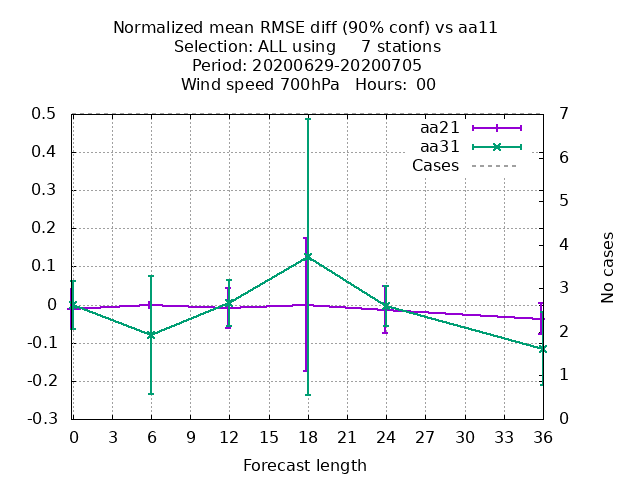 Normalized mean RMSE diff (90% conf) vs aa11
Selection: ALL using     7 stations
Period: 20200629-20200705
Wind speed 700hPa   Hours:  00
0.5
0.4
0.3
0.2
0.1
0
-0.1
-0.2
-0.3
7
6
5
4
3
2
1
0
No cases
aa21
aa31
Cases
0 3 6 9 12 15 18 21 24 27 30 33 36
Forecast length